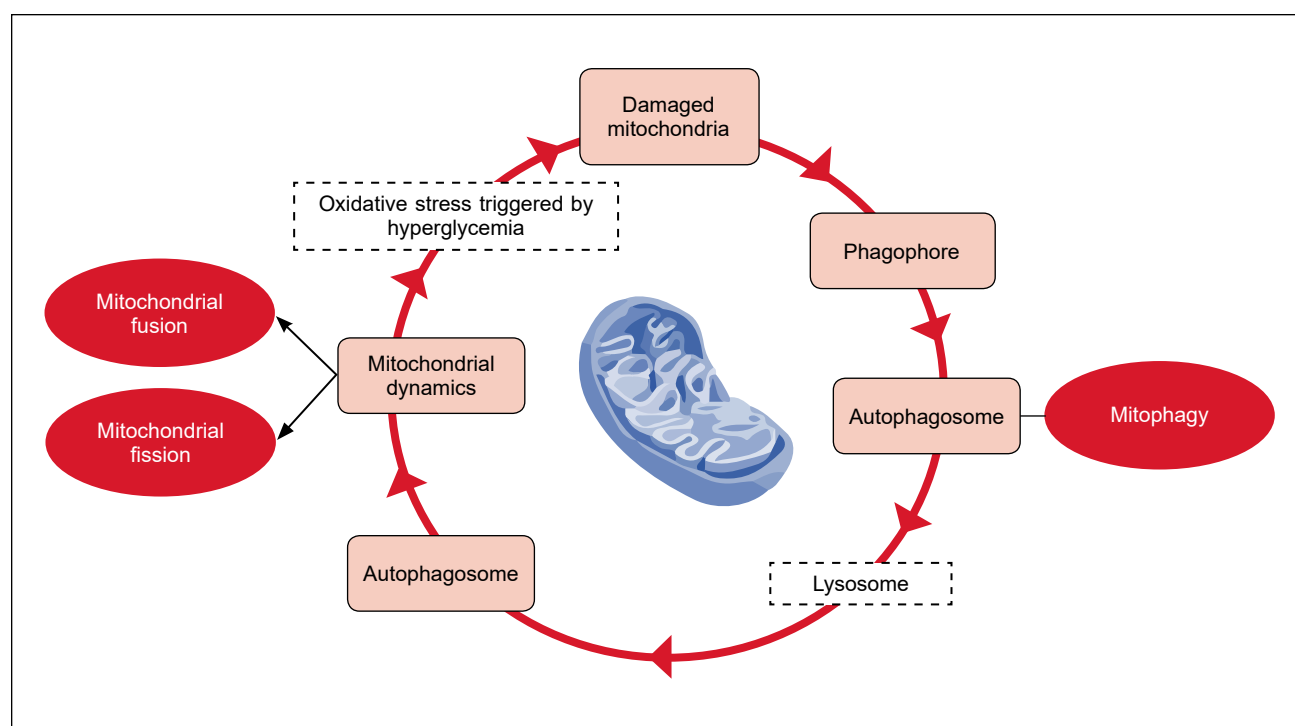 Damaged
mitochondria
Oxidative stress triggered by
hyperglycemia
Phagophore
Mitochondrial
fusion
Mitochondrial
dynamics
Mitochondrial
fission
Autophagosome
Mitophagy
Autophagosome
Lysosome